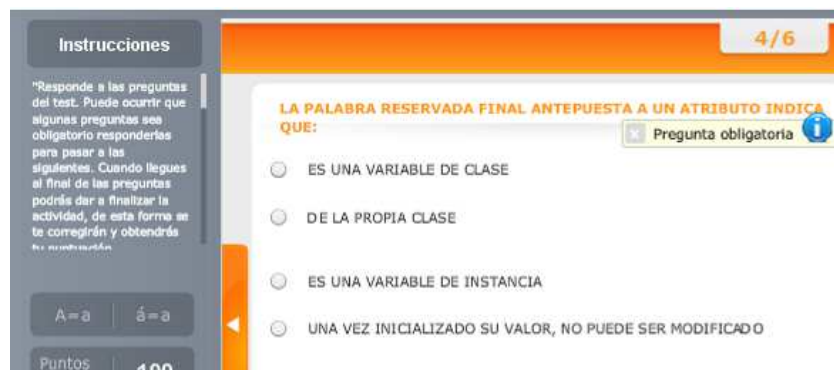 Instrucciones
"Responde a las preguntas
del test. Puede ocurrir que
algunas preguntas sea
obligatorio responderlas
para pasar a las
siguientes. Cuando llegues
al final de las preguntas
podrás dar a finalizar la
actividad, de esta forma se
te corregirán y obtendrás
tu puntuación
A=a
á=a
Puntos
100
4/6
LA PALABRA RESERVADA FINAL ANTEPUESTA A UN ATRIBUTO INDICA
QUE:
x Pregunta obligatoria i
ES UNA VARIABLE DE CLASE
DE LA PROPIA CLASE
ES UNA VARIABLE DE INSTANCIA
UNA VEZ INICIALIZADO SU VALOR, NO PUEDE SER MODIFICADO